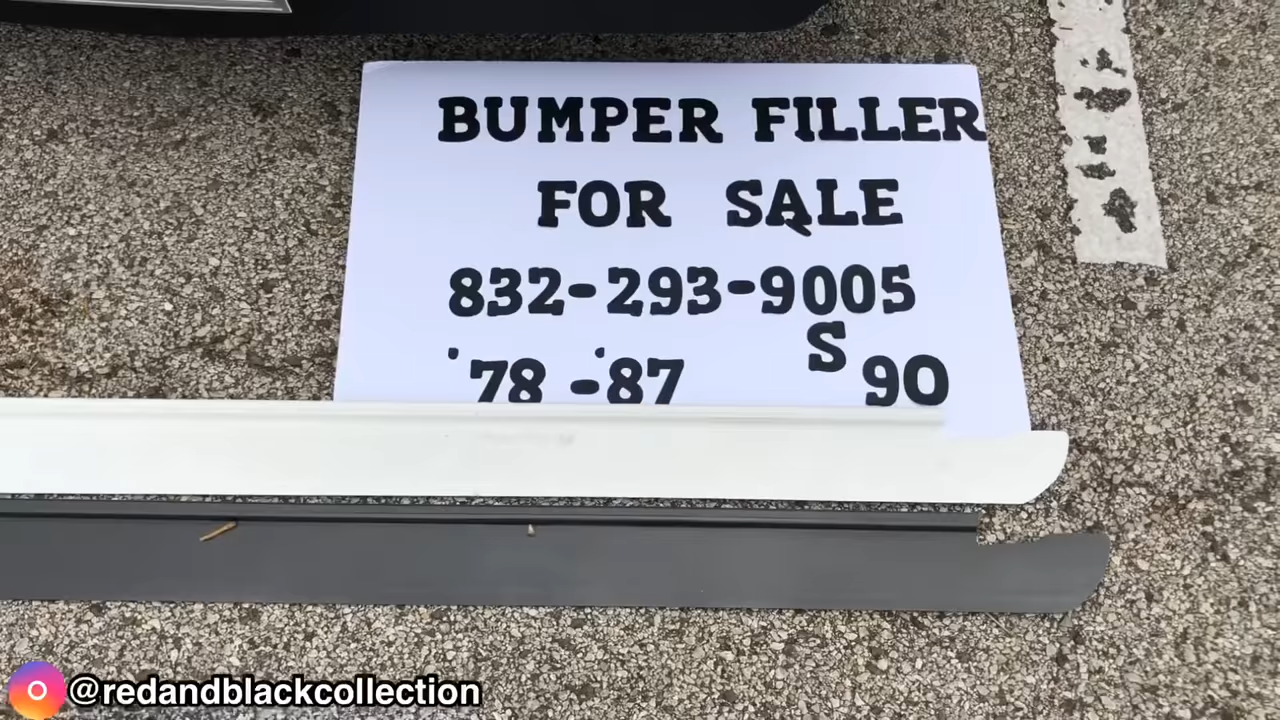 BUMPER FILLER
FOR SALE
832-293-9005
'78 -'87 $90
@redandblackcollection